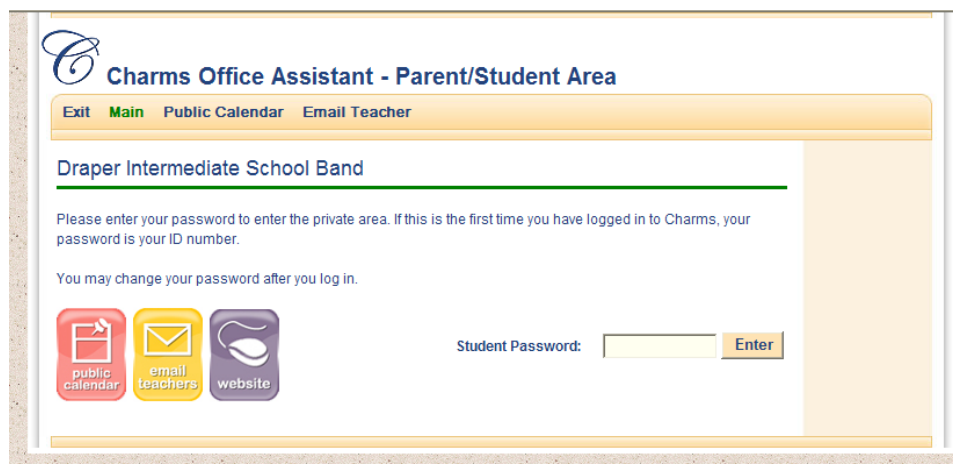 C
Charms Office Assistant - Parent/Student Area
Exit Main Public Calendar Email Teacher
Draper Intermediate School Band
Please enter your password to enter the private area. If this is the first time you have logged in to Charms, your
password is your ID number.
You may change your password after you log in.
public
calendar
email
teachers
website
Student Password:
Enter